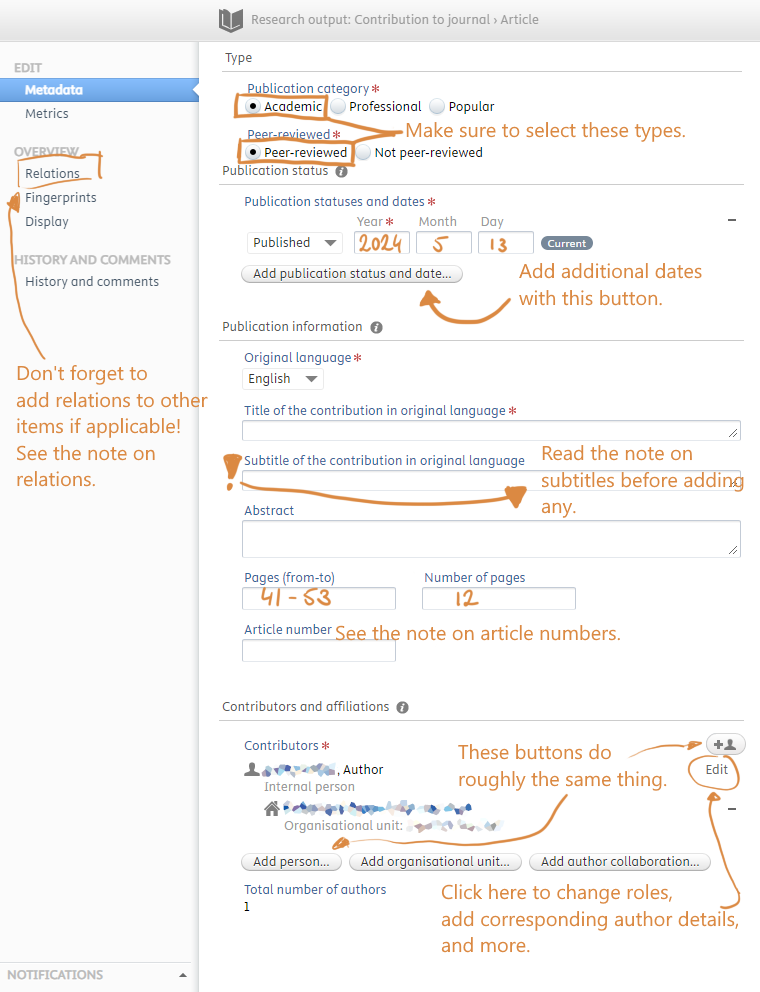 Research output: Contribution to journal › Article
EDIT
Metadata
Metrics
OVERVIEW
Relations
Fingerprints
Display
HISTORY AND COMMENTS
History and comments
Don't forget to
add relations to other
items if applicable!
See the note on
relations.
NOTIFICATIONS
Type
Publication category *
Academic Professional Popular
Peer-reviewed *
Make sure to select these types.
Peer-reviewed Not peer-reviewed
Publication status i
Publication statuses and dates *
Year * Month Day
Published 2024 5 13 Current
Add publication status and date...
Add additional dates
with this button.
Publication information i
Original language *
English
Title of the contribution in original language *
! Subtitle of the contribution in original language
Read the note on
subtitles before adding
any.
Abstract
Pages (from-to) Number of pages
41 - 53 12
Article number
See the note on article numbers.
Contributors and affiliations i
Contributors *
, Author
Internal person
Organisational unit:
Edit
These buttons do
roughly the same thing.
Add person... Add organisational unit... Add author collaboration...
Total number of authors
1
Click here to change roles,
add corresponding author details,
and more.